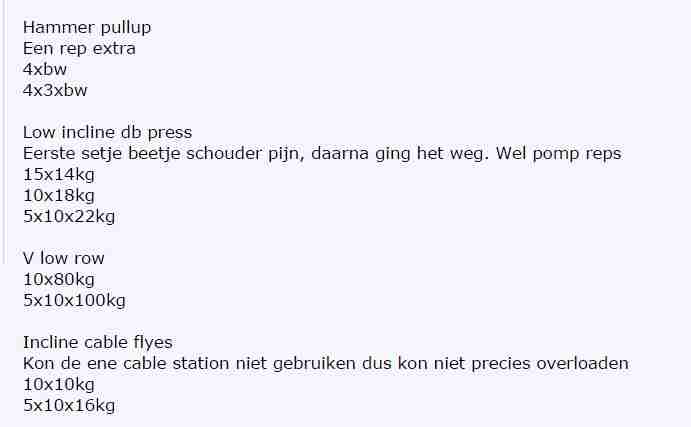 Hammer pullup
Een rep extra
4xbw
4x3xbw
Low incline db press
Eerste setje beetje schouder pijn, daarna ging het weg. Wel pomp reps
15x14kg
10x18kg
5x10x22kg
V low row
10x80kg
5x10x100kg
Incline cable flyes
Kon de ene cable station niet gebruiken dus kon niet precies overloaden
10x10kg
5x10x16kg